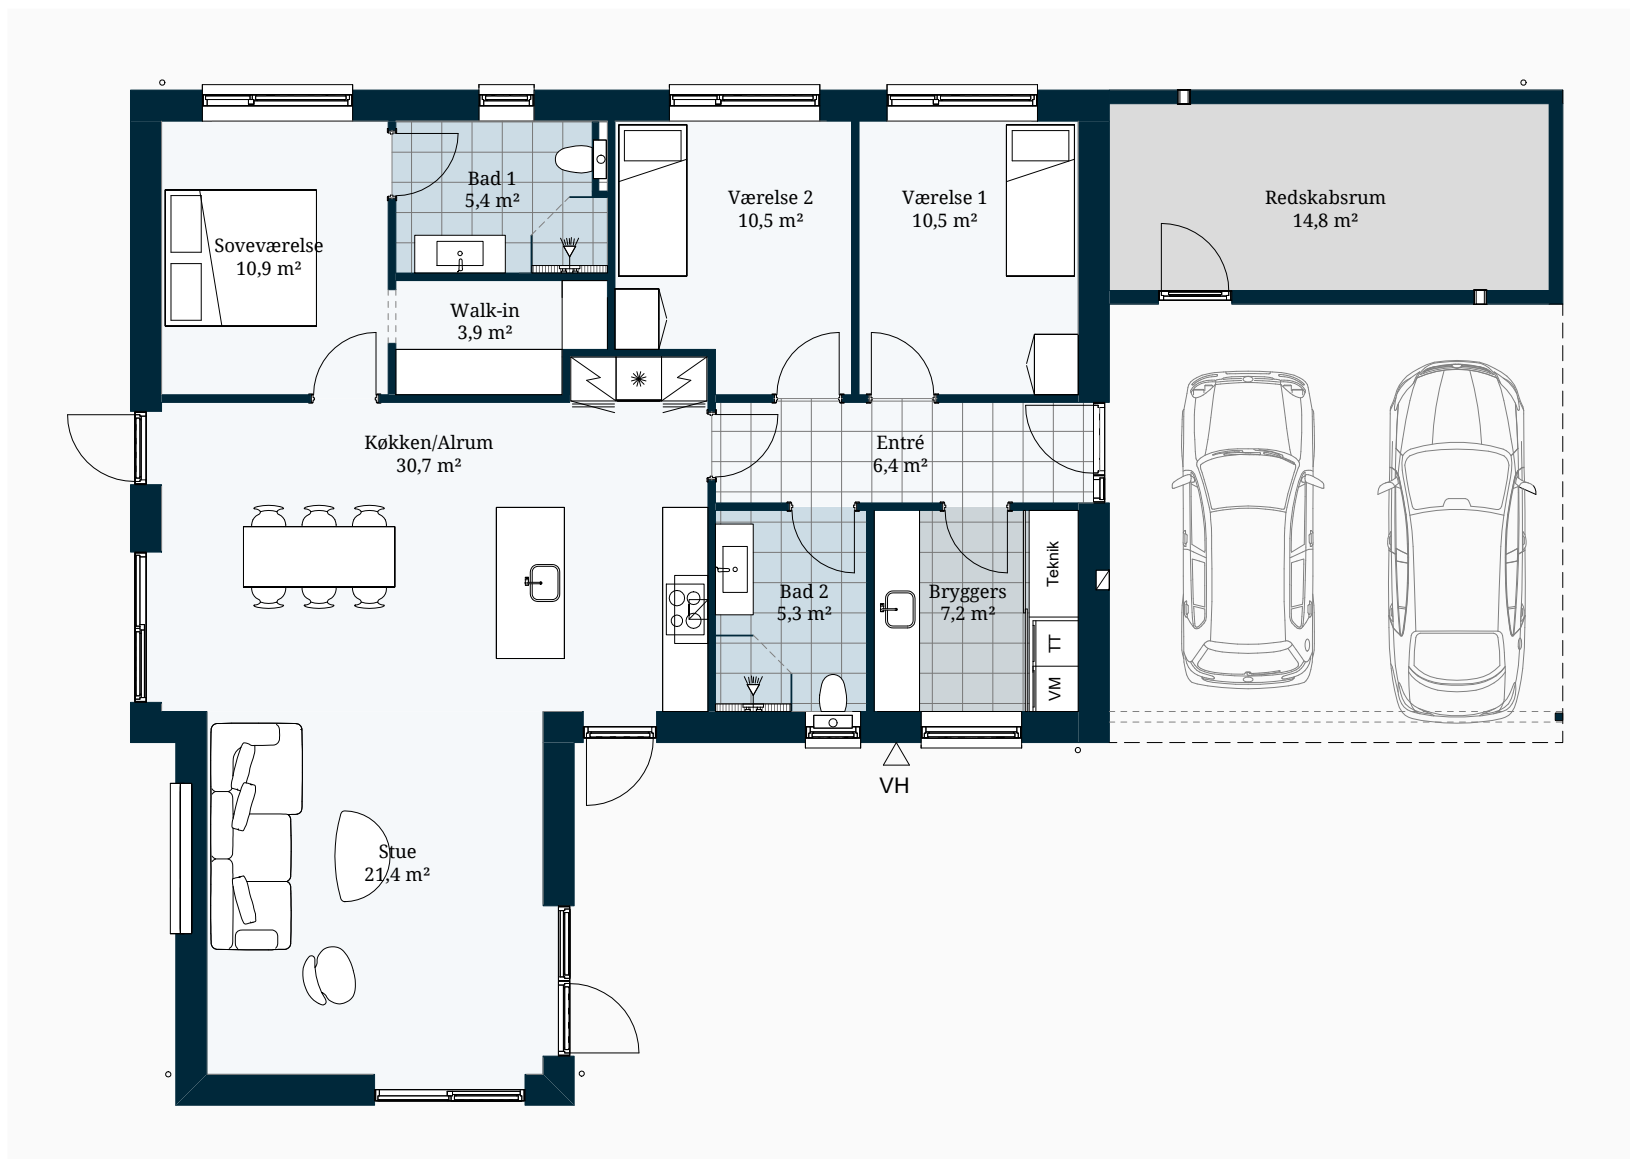 Bad 1
5,4 m²
Værelse 2
10,5 m²
Værelse 1
10,5 m²
Redskabsrum
14,8 m²
Soveværelse
10,9 m²
Walk-in
3,9 m²
Køkken/Alrum
30,7 m²
Entré
6,4 m²
Bad 2
5,3 m²
Bryggers
7,2 m²
Teknik
TT
VM
VH
Stue
21,4 m²